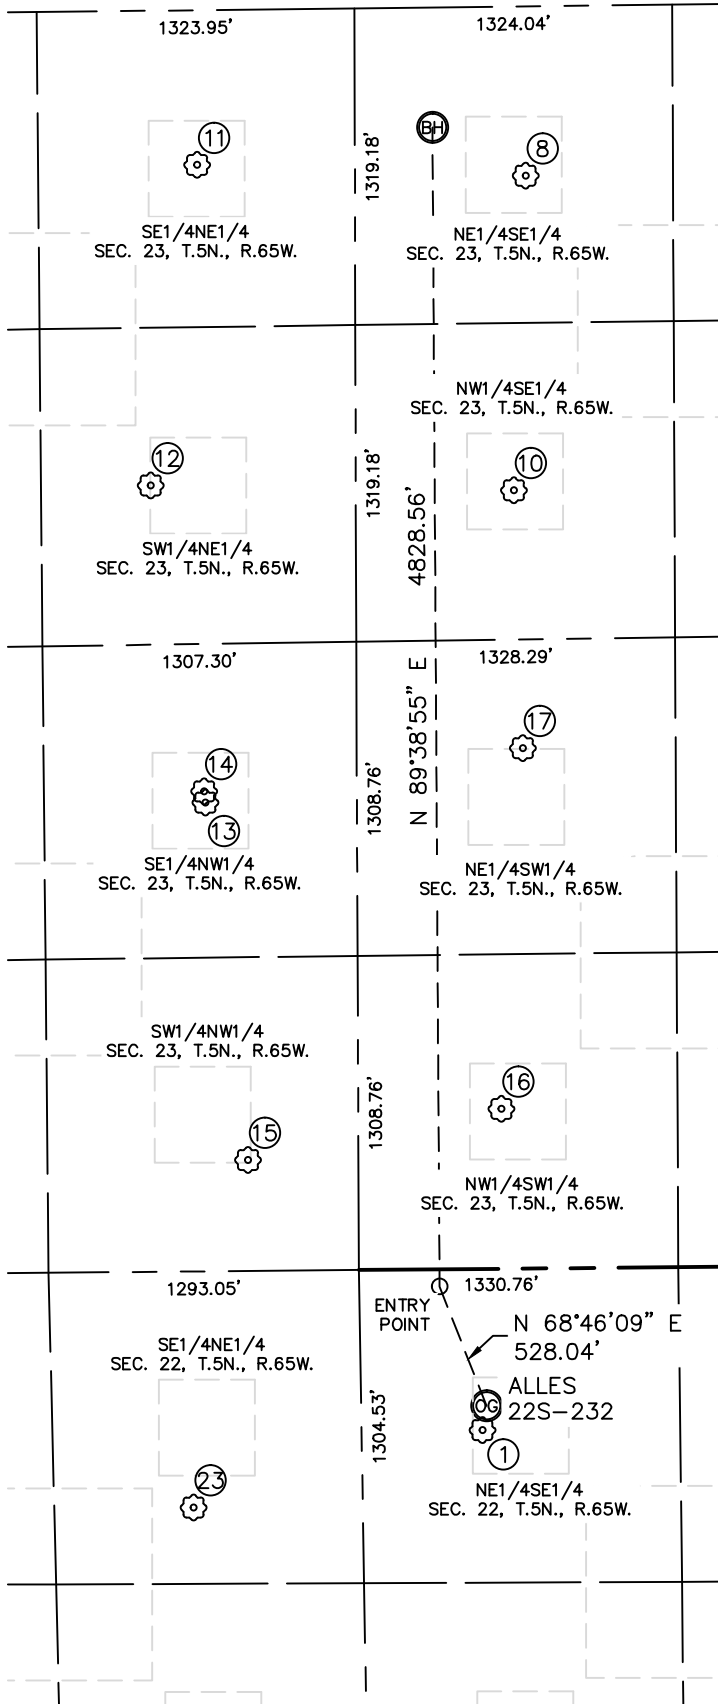 1323.95'
1324.04'
11
BH
8
1319.18'
SE1/4NE1/4
SEC. 23, T.5N., R.65W.
NE1/4SE1/4
SEC. 23, T.5N., R.65W.
NW1/4SE1/4
SEC. 23, T.5N., R.65W.
12
10
1319.18'
4828.56'
SW1/4NE1/4
SEC. 23, T.5N., R.65W.
1307.30'
1328.29'
N 89°38'55" E
17
14
13
1308.76'
SE1/4NW1/4
SEC. 23, T.5N., R.65W.
NE1/4SW1/4
SEC. 23, T.5N., R.65W.
SW1/4NW1/4
SEC. 23, T.5N., R.65W.
16
1308.76'
15
NW1/4SW1/4
SEC. 23, T.5N., R.65W.
1293.05'
1330.76'
ENTRY
POINT
N 68°46'09" E
528.04'
SE1/4NE1/4
SEC. 22, T.5N., R.65W.
ALLES
22S-232
OG
1304.53'
1
23
NE1/4SE1/4
SEC. 22, T.5N., R.65W.